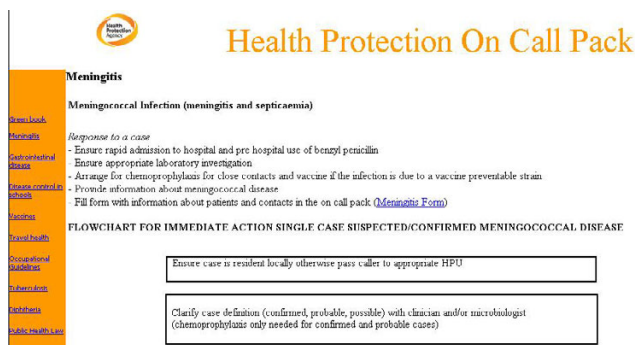 Health
Protection
Agency
Health Protection On Call Pack
Meningitis
Meningococcal Infection (meningitis and septicaemia)
Green book
Meningitis
Gastrointestinal
disease
Disease control in
schools
Vaccines
Travel health
Occupational
Guidelines
Tuberculosis
Diphtheria
Public Health Law
Response to a case
- Ensure rapid admission to hospital and pre hospital use of benzyl penicillin
- Ensure appropriate laboratory investigation
- Arrange for chemoprophylaxis for close contacts and vaccine if the infection is due to a vaccine preventable strain
- Provide information about meningococcal disease
- Fill form with information about patients and contacts in the on call pack (Meningitis Form)
FLOWCHART FOR IMMEDIATE ACTION SINGLE CASE SUSPECTED/CONFIRMED MENINGOCOCCAL DISEASE
Ensure case is resident locally otherwise pass caller to appropriate HPU
Clarify case definition (confirmed, probable, possible) with clinician and/or microbiologist
(chemoprophylaxis only needed for confirmed and probable cases)